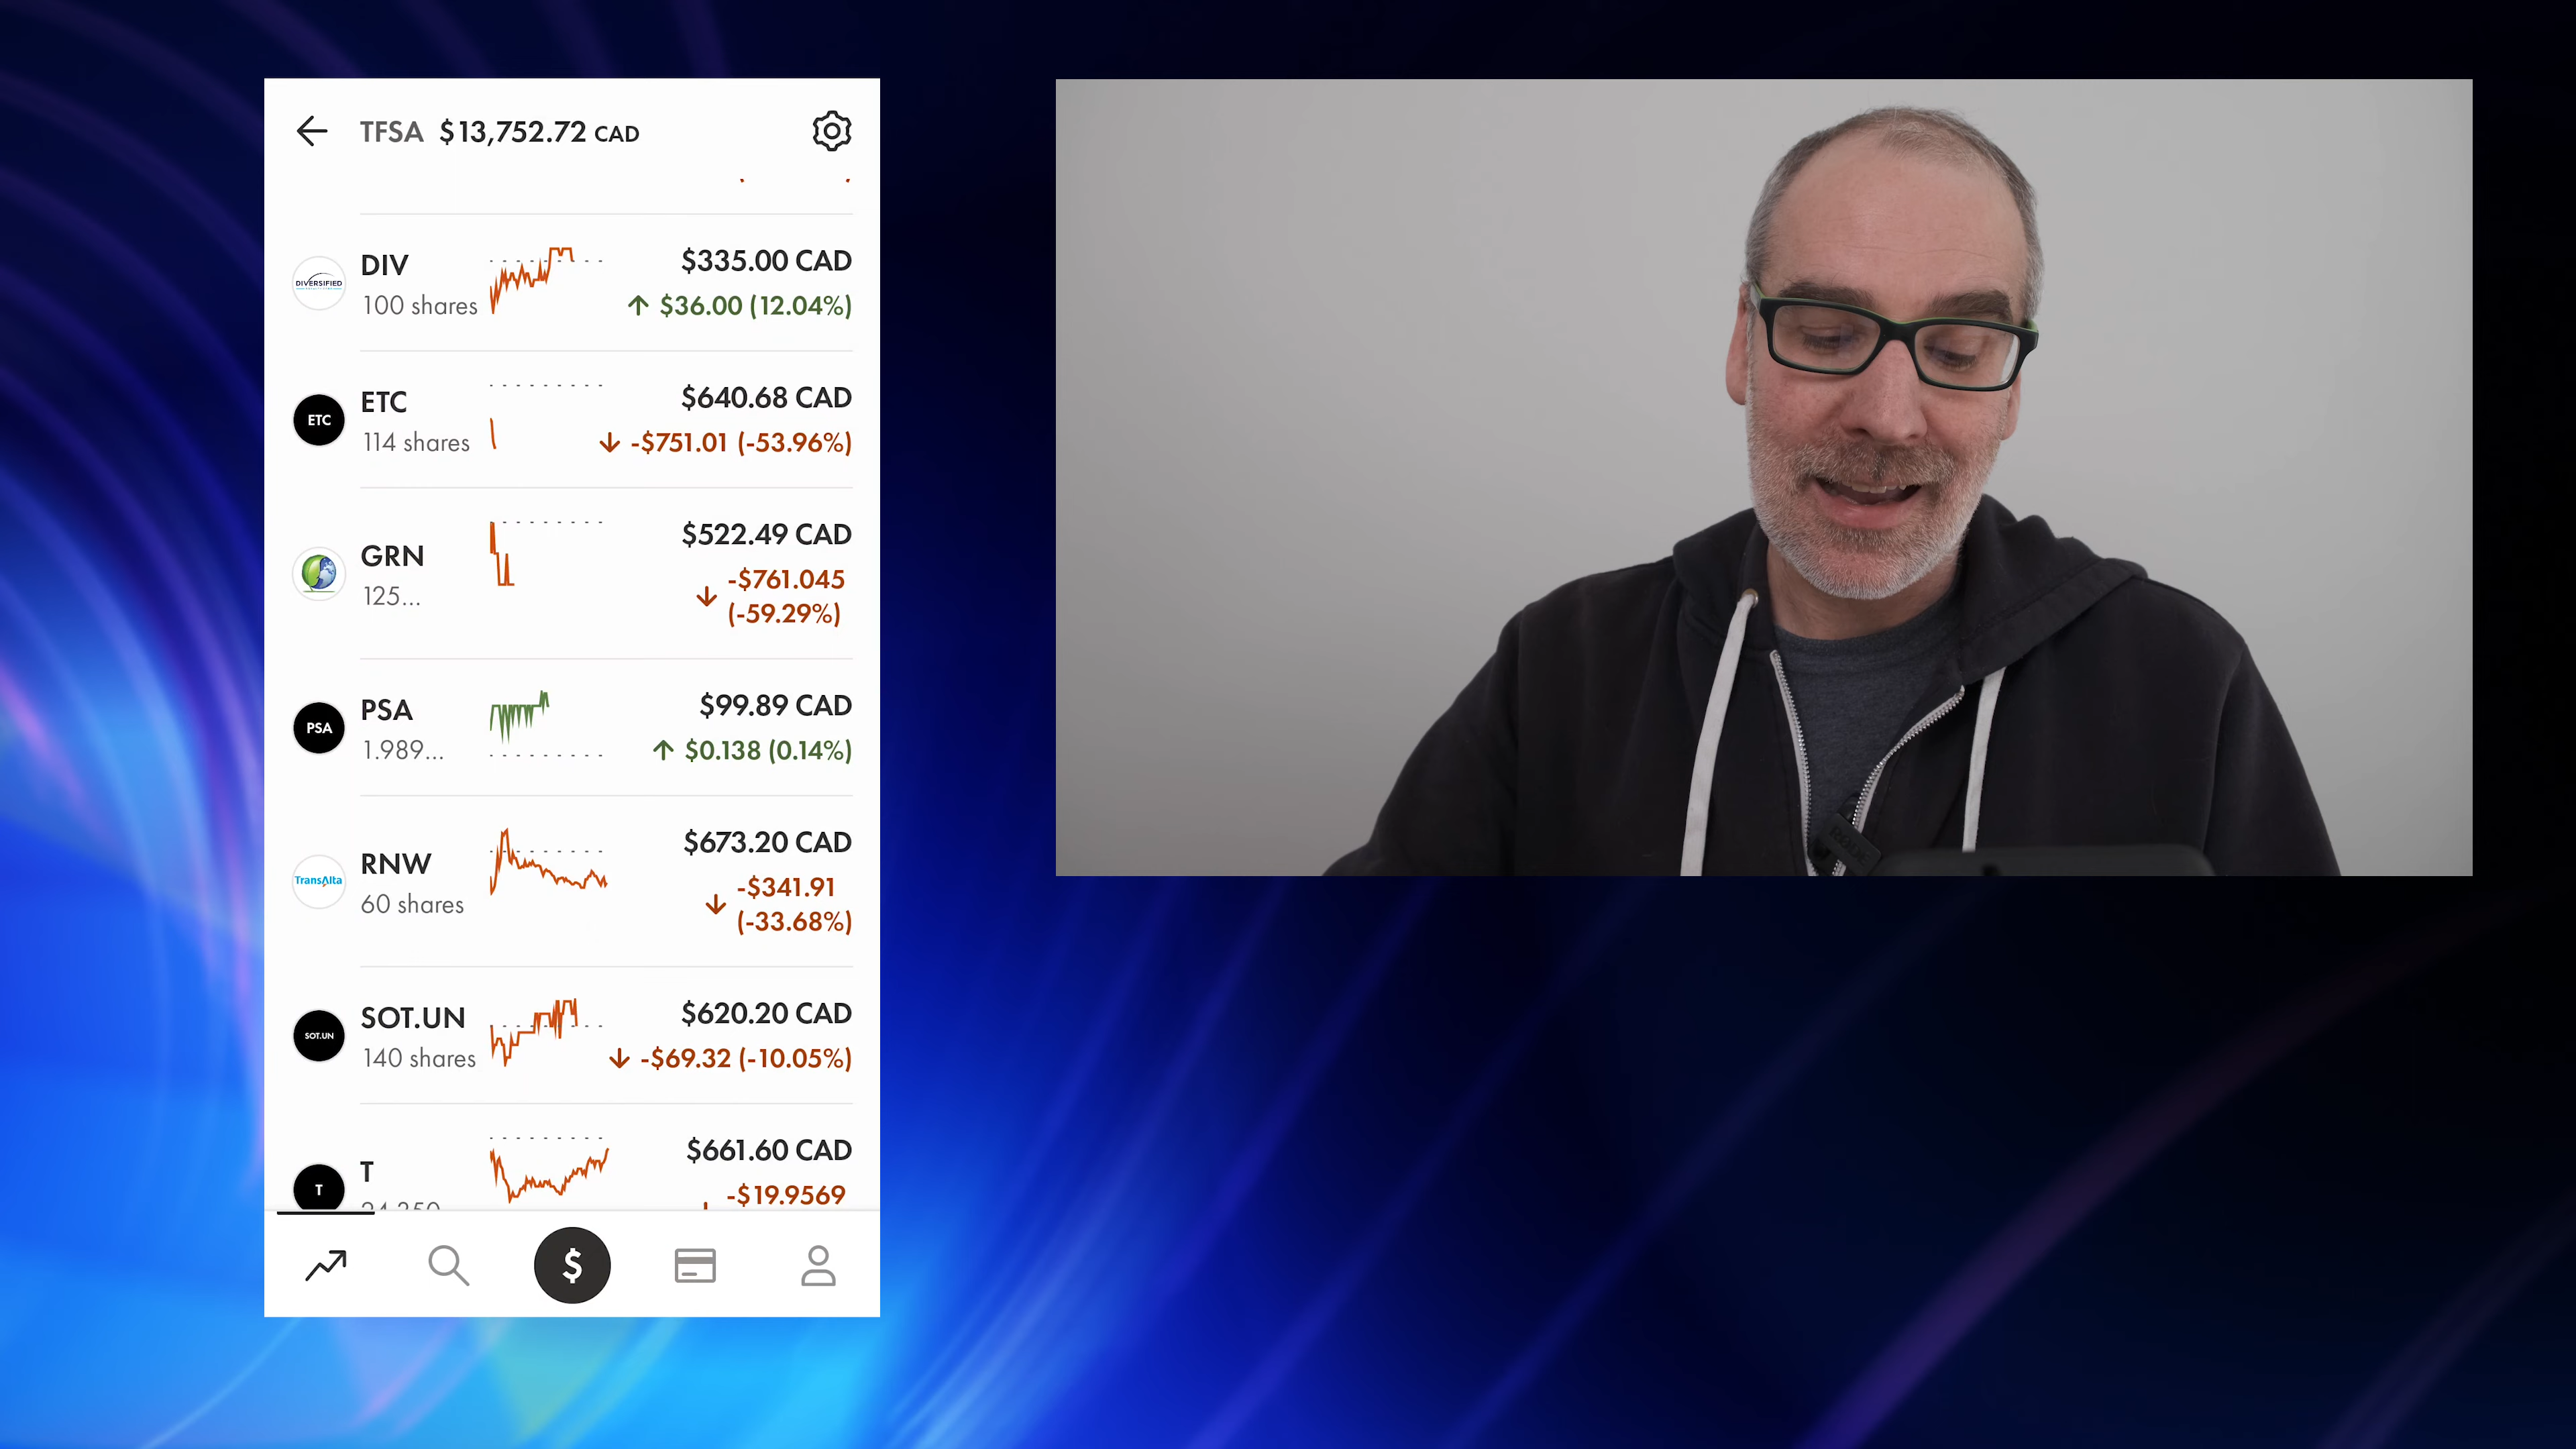 TFSA $13,752.72 CAD
DIVERSIFIED
DIV
100 shares
$335.00 CAD
↑ $36.00 (12.04%)
ETC
ETC
114 shares
$640.68 CAD
↓ -$751.01 (-53.96%)
GRN
125...
$522.49 CAD
↓ -$761.045
(-59.29%)
PSA
PSA
1.989...
$99.89 CAD
↑ $0.138 (0.14%)
TransAlta
RNW
60 shares
$673.20 CAD
↓ -$341.91
(-33.68%)
SOT.UN
SOT.UN
140 shares
$620.20 CAD
↓ -$69.32 (-10.05%)
T
T
$661.60 CAD
-$19.9569
$